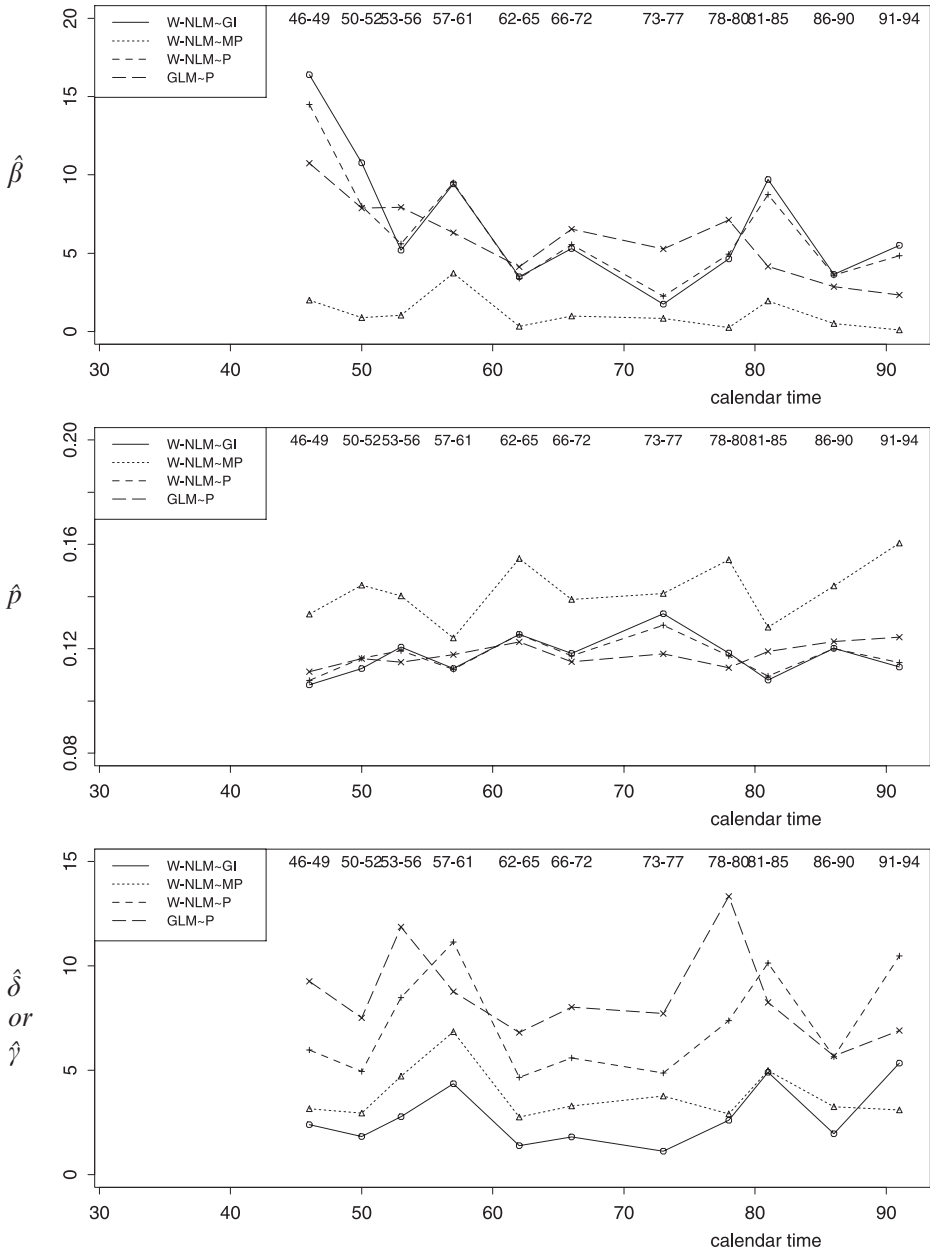 20
46-49 50-52 53-56 57-61 62-65 66-72 73-77 78-80 81-85 86-90 91-94
W-NLM~GI
W-NLM~MP
W-NLM~P
GLM~P
15
10
5
0
β̂
30 40 50 60 70 80 90
calendar time
0.20
46-49 50-52 53-56 57-61 62-65 66-72 73-77 78-80 81-85 86-90 91-94
W-NLM~GI
W-NLM~MP
W-NLM~P
GLM~P
0.16
0.12
0.08
p̂
30 40 50 60 70 80 90
calendar time
15
46-49 50-52 53-56 57-61 62-65 66-72 73-77 78-80 81-85 86-90 91-94
W-NLM~GI
W-NLM~MP
W-NLM~P
GLM~P
10
5
0
δ̂
or
γ̂
30 40 50 60 70 80 90
calendar time